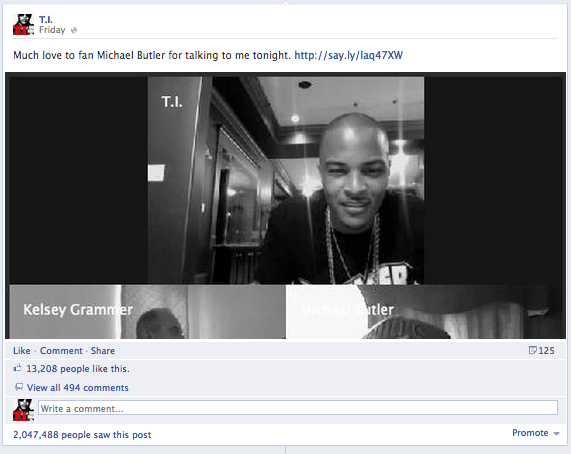 T.I.
Friday
Much love to fan Michael Butler for talking to me tonight. http://say.ly/laq47XW
T.I.
Kelsey Grammer
Micheal Butler
Like · Comment · Share
125
13,208 people like this.
View all 494 comments
Write a comment...
2,047,488 people saw this post
Promote